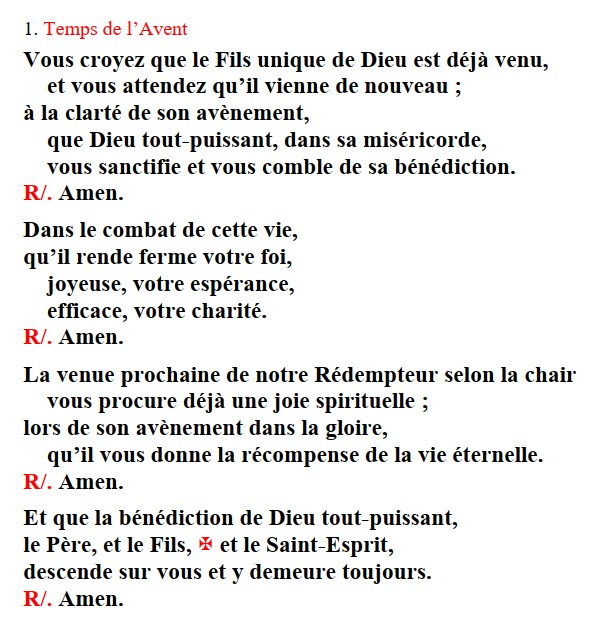 1. Temps de l’Avent
Vous croyez que le Fils unique de Dieu est déjà venu,
et vous attendez qu’il vienne de nouveau ;
à la clarté de son avènement,
que Dieu tout-puissant, dans sa miséricorde,
vous sanctifie et vous comble de sa bénédiction.
R/. Amen.
Dans le combat de cette vie,
qu’il rende ferme votre foi,
joyeuse, votre espérance,
efficace, votre charité.
R/. Amen.
La venue prochaine de notre Rédempteur selon la chair
vous procure déjà une joie spirituelle ;
lors de son avènement dans la gloire,
qu’il vous donne la récompense de la vie éternelle.
R/. Amen.
Et que la bénédiction de Dieu tout-puissant,
le Père, et le Fils, ✠ et le Saint-Esprit,
descende sur vous et y demeure toujours.
R/. Amen.